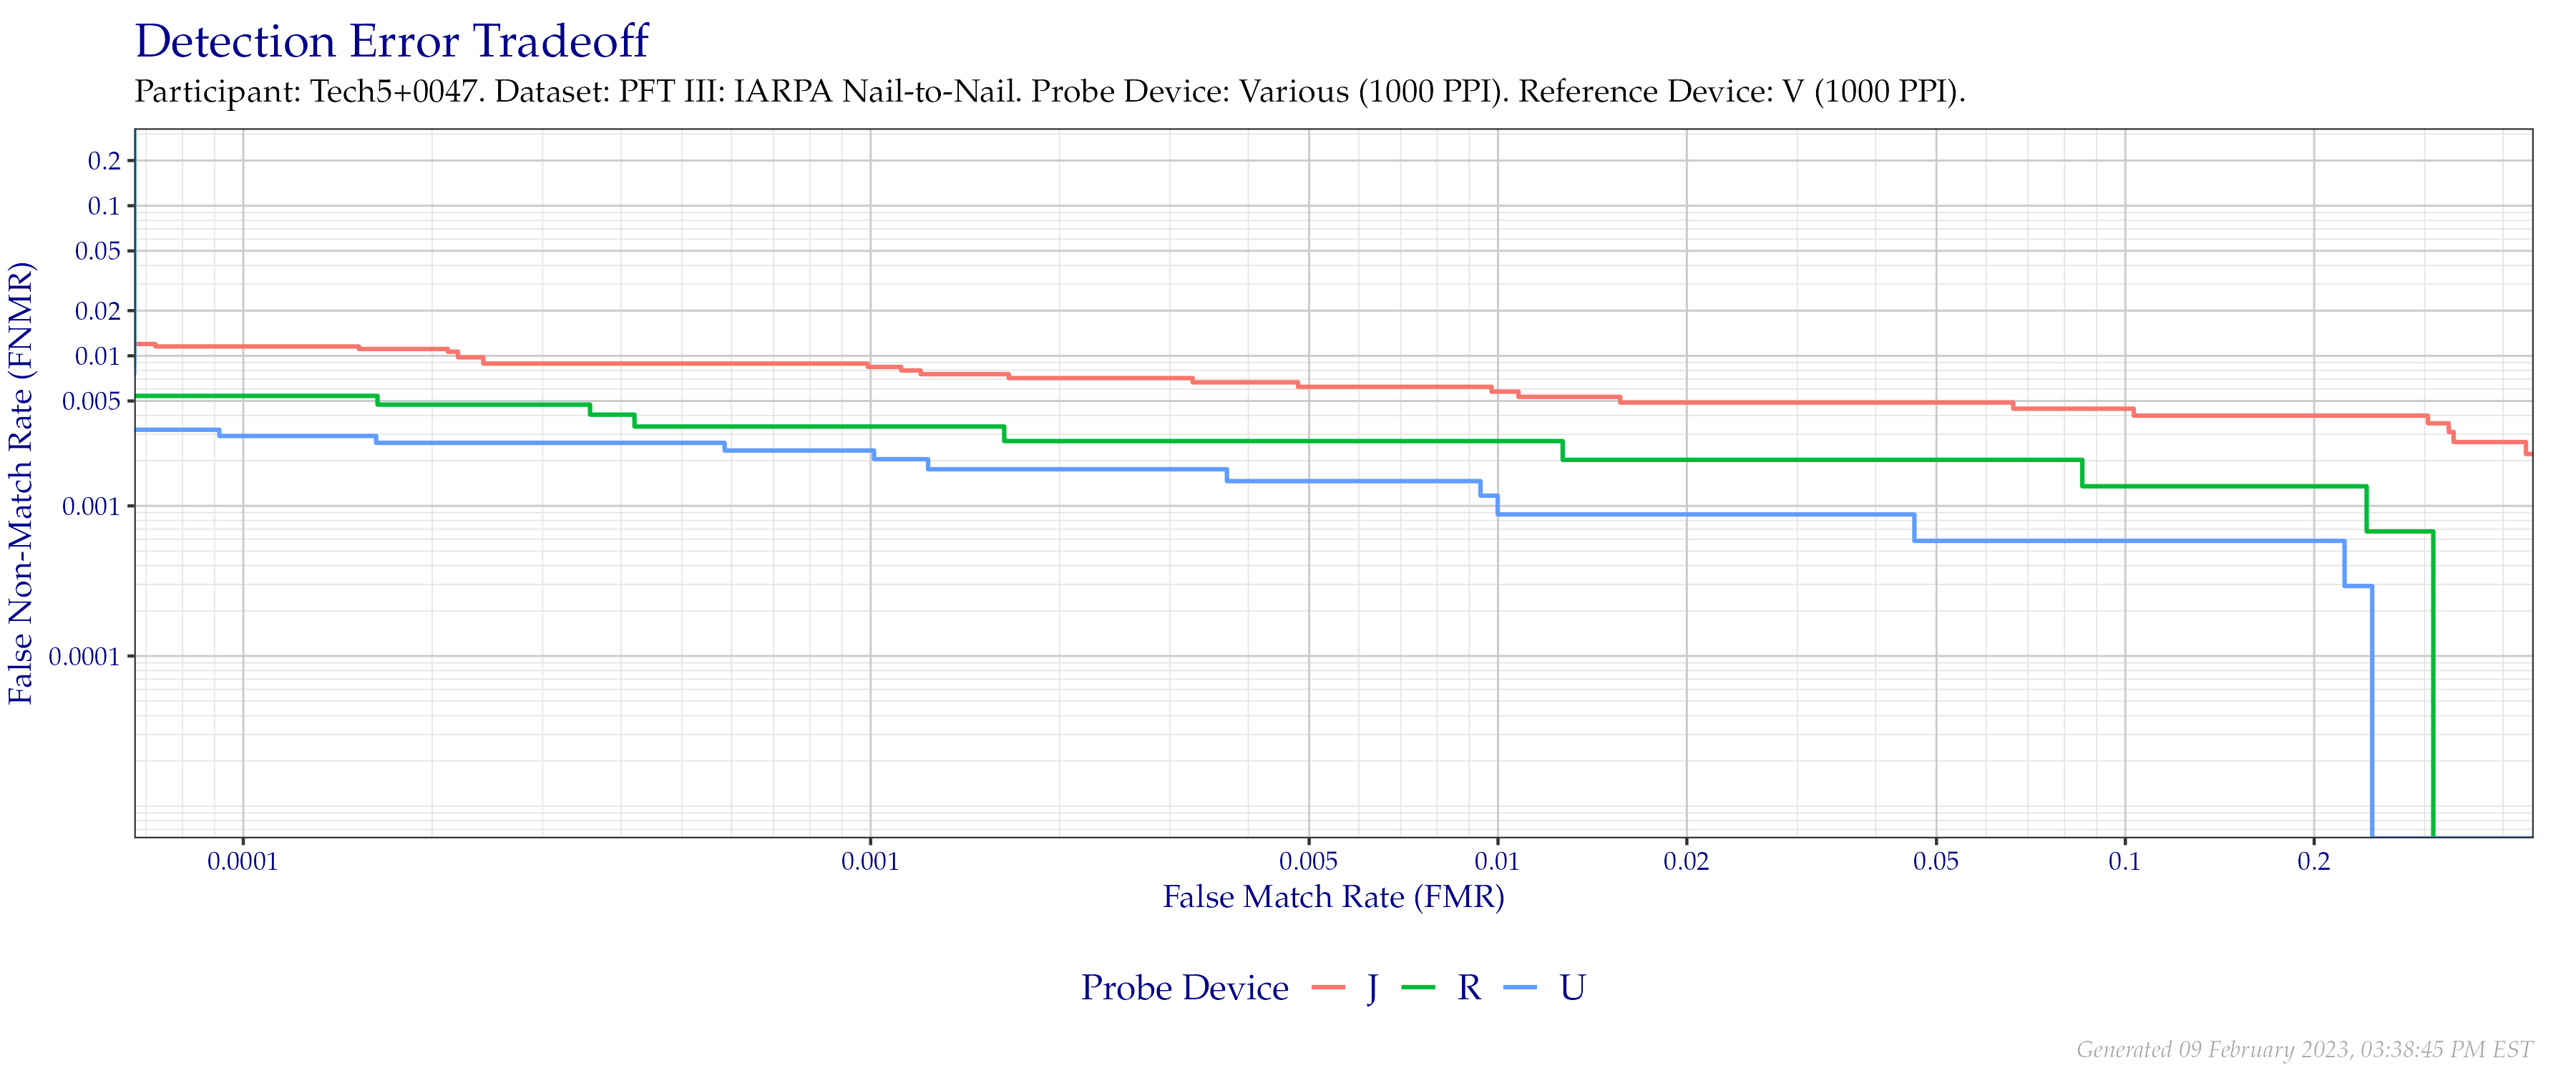 Detection Error Tradeoff
Participant: Tech5+0047. Dataset: PFT III: IARPA Nail-to-Nail. Probe Device: Various (1000 PPI). Reference Device: V (1000 PPI).
False Non-Match Rate (FNMR)
0.2
0.1
0.05
0.02
0.01
0.005
0.001
0.0001
0.0001 0.001 0.005 0.01 0.02 0.05 0.1 0.2
False Match Rate (FMR)
Probe Device J R U
Generated 09 February 2023, 03:38:45 PM EST